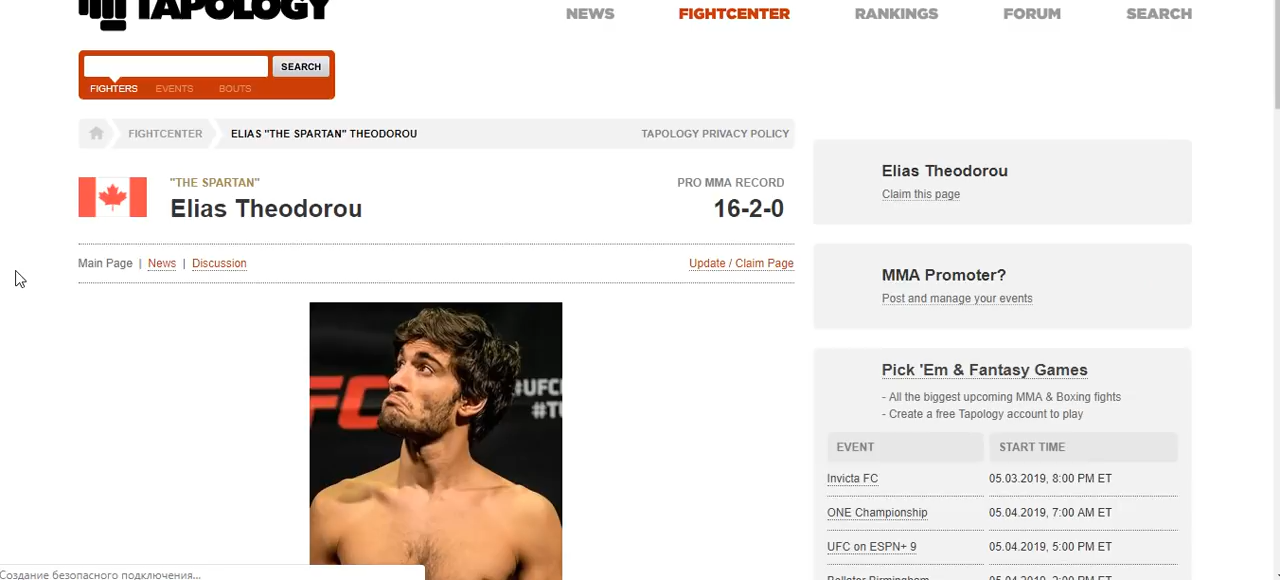 TAPOLOGY
NEWS FIGHTCENTER RANKINGS FORUM SEARCH
SEARCH
FIGHTERS EVENTS BOUTS
FIGHTCENTER ELIAS "THE SPARTAN" THEODOROU TAPOLOGY PRIVACY POLICY
"THE SPARTAN" PRO MMA RECORD
Elias Theodorou 16-2-0
Main Page | News | Discussion Update / Claim Page
FC
#UFC
#TU
Elias Theodorou
Claim this page
MMA Promoter?
Post and manage your events
Pick 'Em & Fantasy Games
- All the biggest upcoming MMA & Boxing fights
- Create a free Tapology account to play
EVENT START TIME
Invicta FC 05.03.2019, 8:00 PM ET
ONE Championship 05.04.2019, 7:00 AM ET
UFC on ESPN+ 9 05.04.2019, 5:00 PM ET
Bellator Birmingham
Создание безопасного подключения...